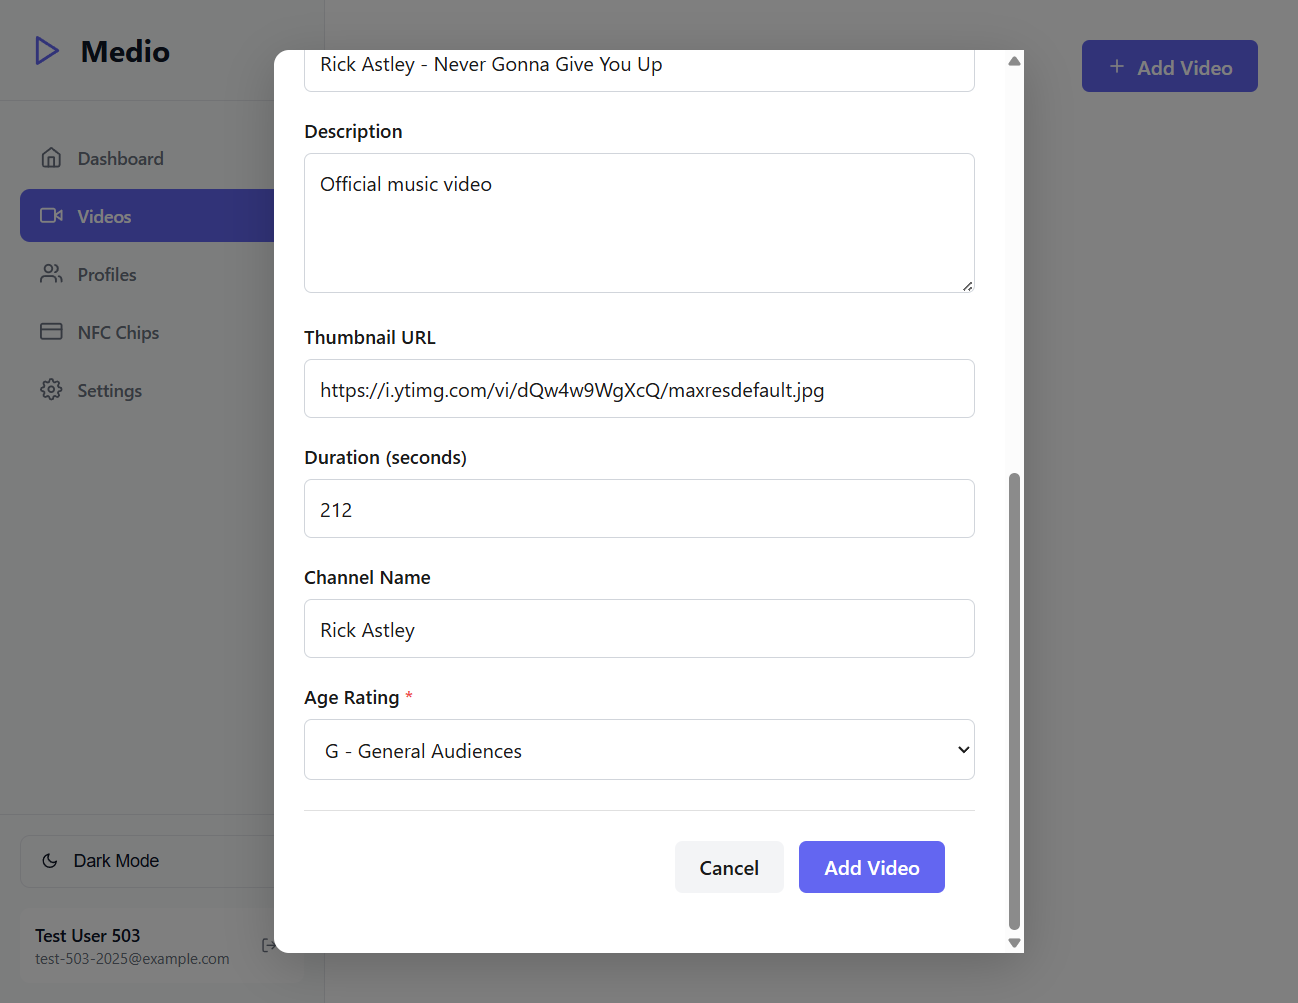 Medio
Dashboard
Videos
Profiles
NFC Chips
Settings
Dark Mode
Test User 503
test-503-2025@example.com
Add Video
Rick Astley - Never Gonna Give You Up
Description
Official music video
Thumbnail URL
https://i.ytimg.com/vi/dQw4w9WgXcQ/maxresdefault.jpg
Duration (seconds)
212
Channel Name
Rick Astley
Age Rating *
G - General Audiences
Cancel
Add Video